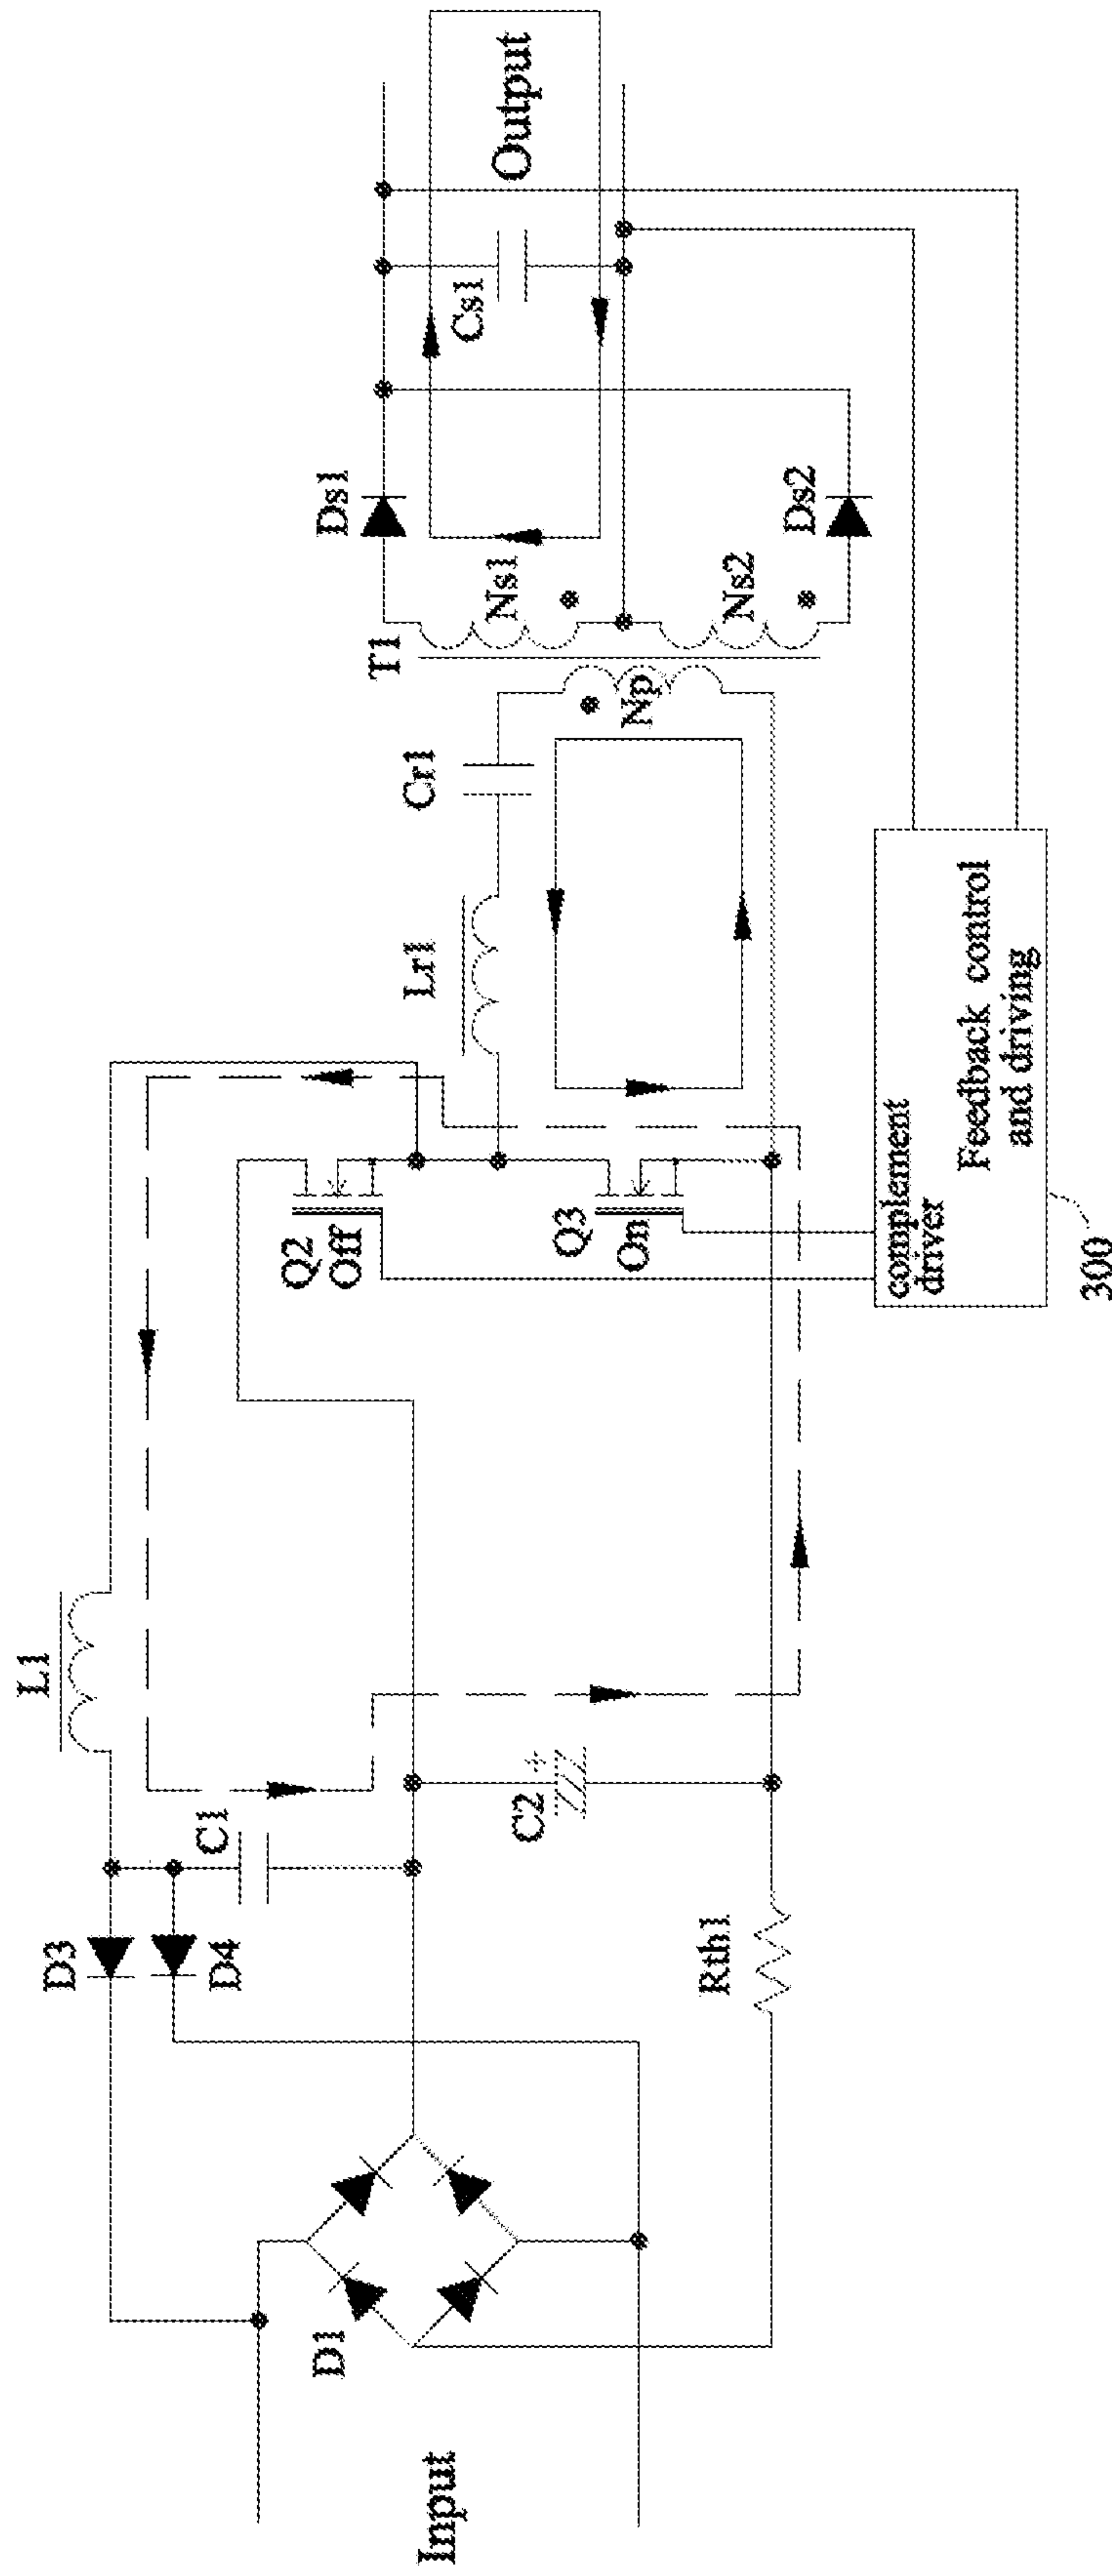 Input
D1
D3
D4
C1
L1
C2
+
Rth1
Q2
Off
Q3
On
Lr1
Cr1
T1
Np
Ns1
Ns2
Ds1
Ds2
Cs1
Output
complement
driver
Feedback control
and driving
300